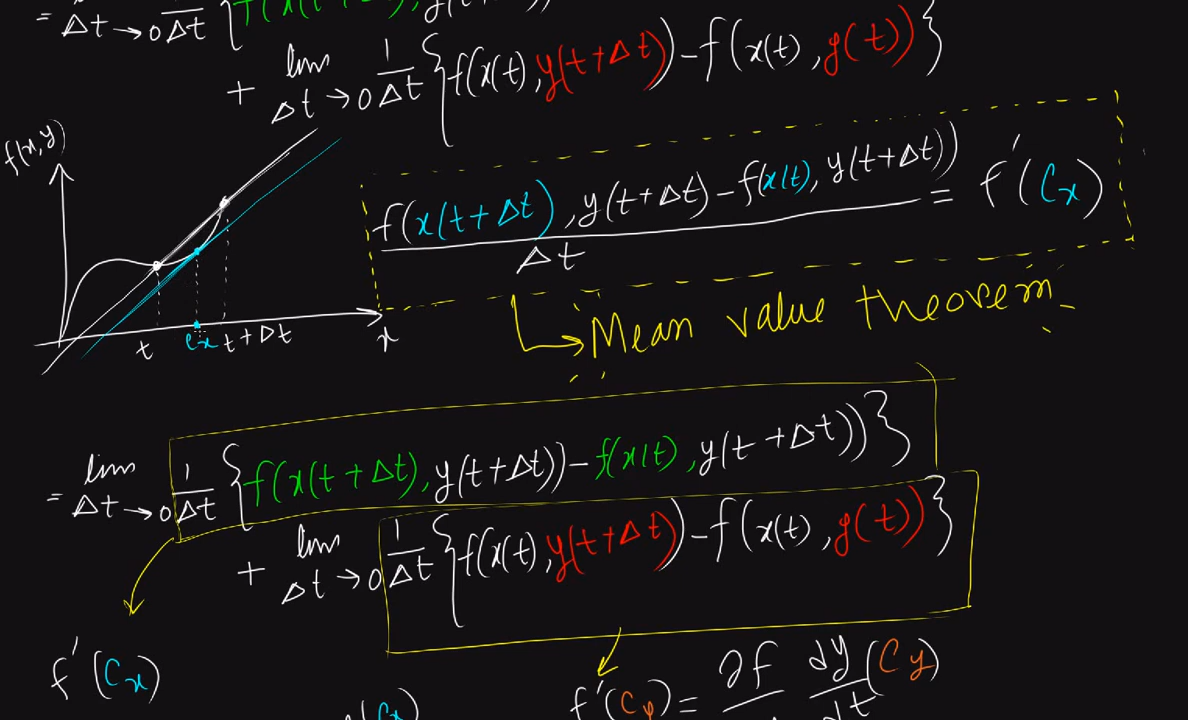 = lim Δt→0 1/Δt {f(x(t+Δt), y(t+Δt))
+ lim Δt→0 1/Δt {f(x(t), y(t+Δt)) - f(x(t), y(t))}
f(x,y)
f(x(t+Δt), y(t+Δt) - f(x(t), y(t+Δt)) / Δt = f'(Cx)
t Cx t+Δt x
Mean value theorem
= lim Δt→0 1/Δt {f(x(t+Δt), y(t+Δt)) - f(x(t), y(t+Δt))}
+ lim Δt→0 1/Δt {f(x(t), y(t+Δt)) - f(x(t), y(t))}
f'(Cx)
(Cx)
f'(Cy) = ∂f dy/dt (Cy)